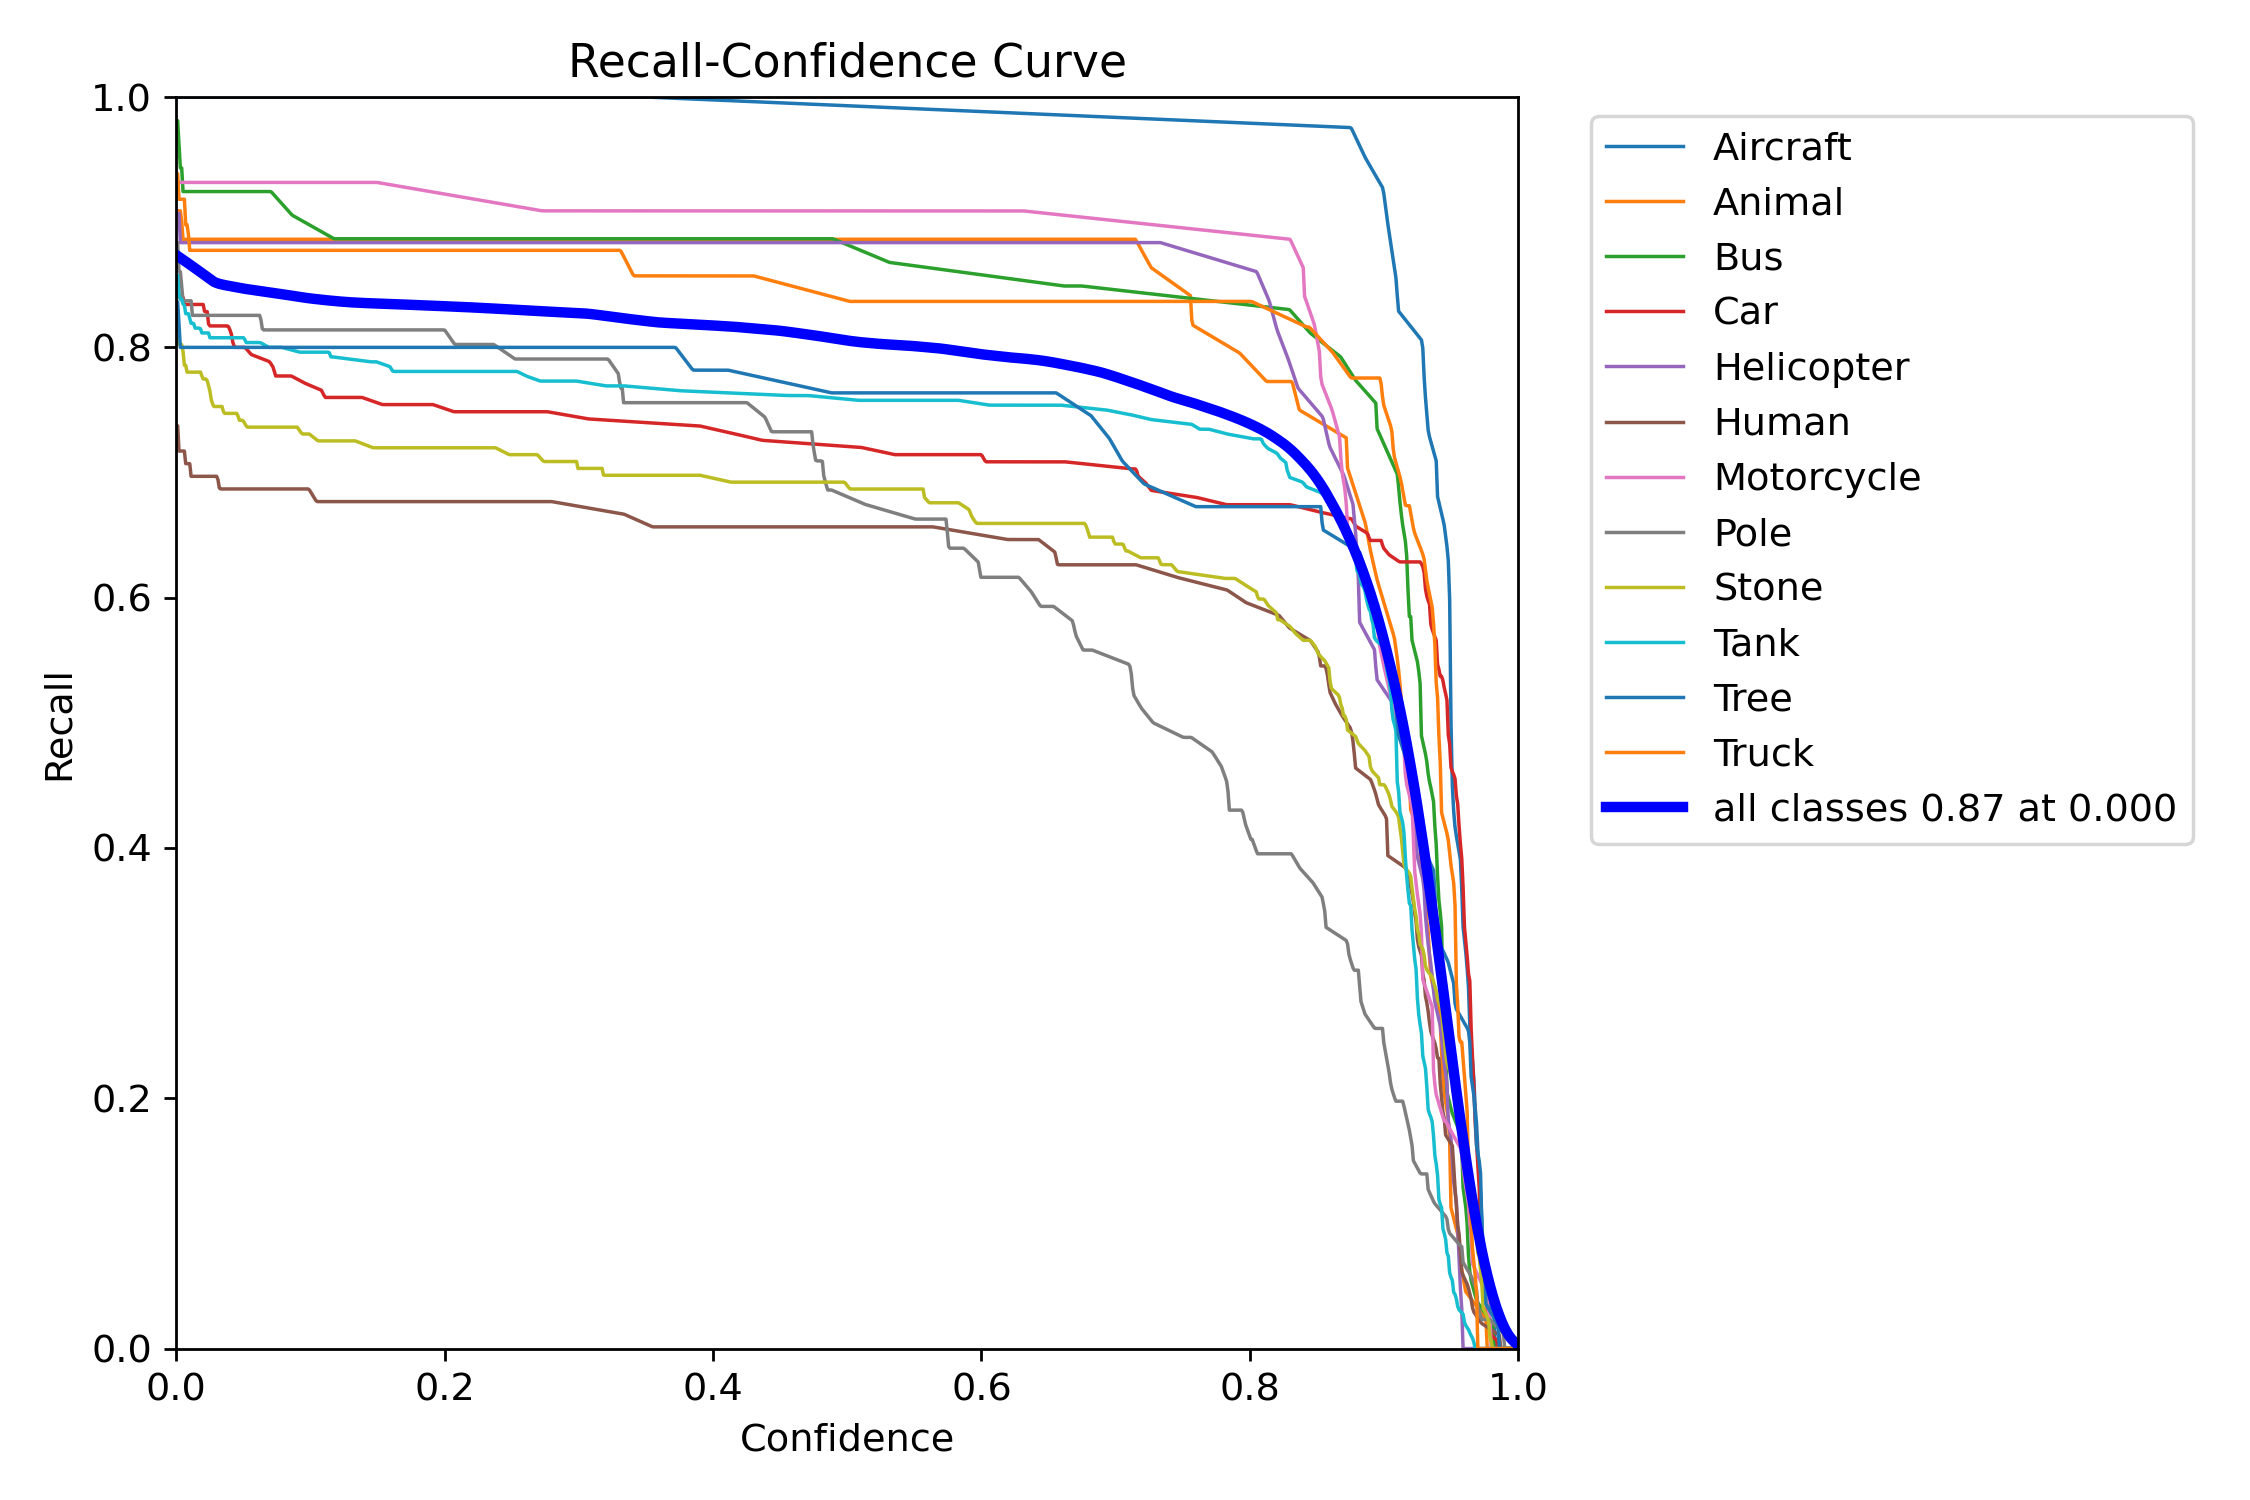 Recall-Confidence Curve
1.0
0.8
0.6
0.4
0.2
0.0
Recall
0.0 0.2 0.4 0.6 0.8 1.0
Confidence
Aircraft
Animal
Bus
Car
Helicopter
Human
Motorcycle
Pole
Stone
Tank
Tree
Truck
all classes 0.87 at 0.000